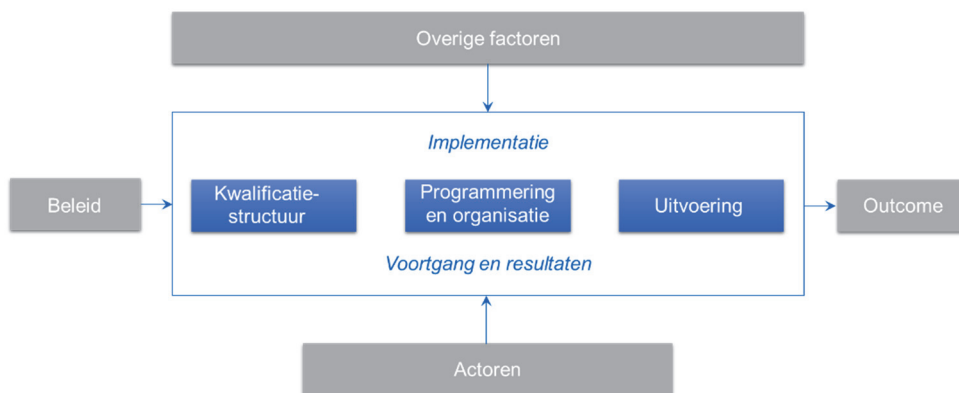 Overige factoren
Implementatie
Beleid
Kwalificatie-
structuur
Programmering
en organisatie
Uitvoering
Outcome
Voortgang en resultaten
Actoren